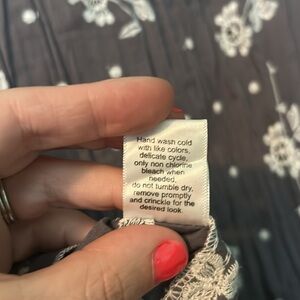 Hand wash cold
with like colors,
delicate cycle,
only non chlorine
bleach when
needed,
do not tumble dry,
remove promptly
and crinckle for the
desired look.